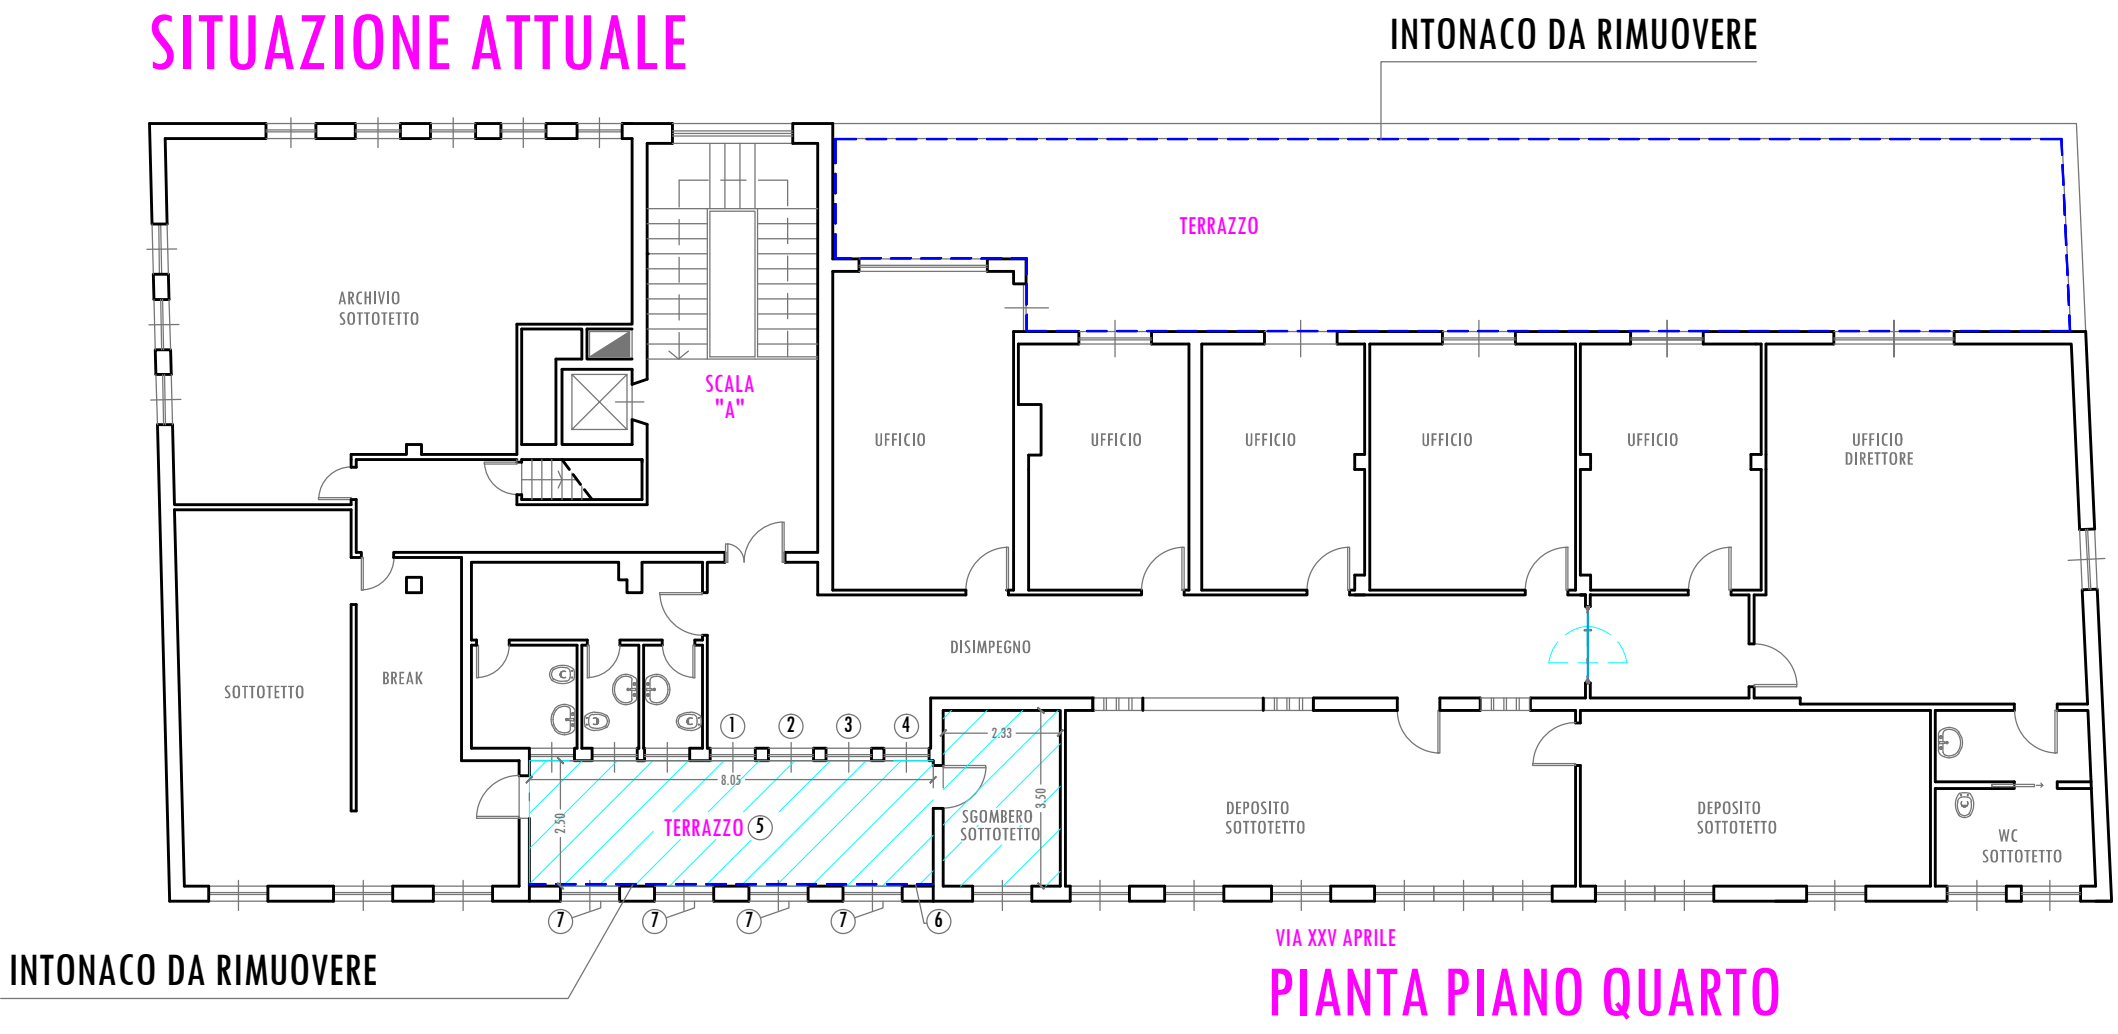 SITUAZIONE ATTUALE
INTONACO DA RIMUOVERE
TERRAZZO
ARCHIVIO
SOTTOTETTO
SCALA
"A"
UFFICIO
UFFICIO
UFFICIO
UFFICIO
UFFICIO
UFFICIO
DIRETTORE
DISIMPEGNO
SOTTOTETTO
BREAK
1
2
3
4
2.33
8.05
2.50
3.50
TERRAZZO 5
SGOMBERO
SOTTOTETTO
DEPOSITO
SOTTOTETTO
DEPOSITO
SOTTOTETTO
WC
SOTTOTETTO
7
7
7
7
6
VIA XXV APRILE
INTONACO DA RIMUOVERE
PIANTA PIANO QUARTO